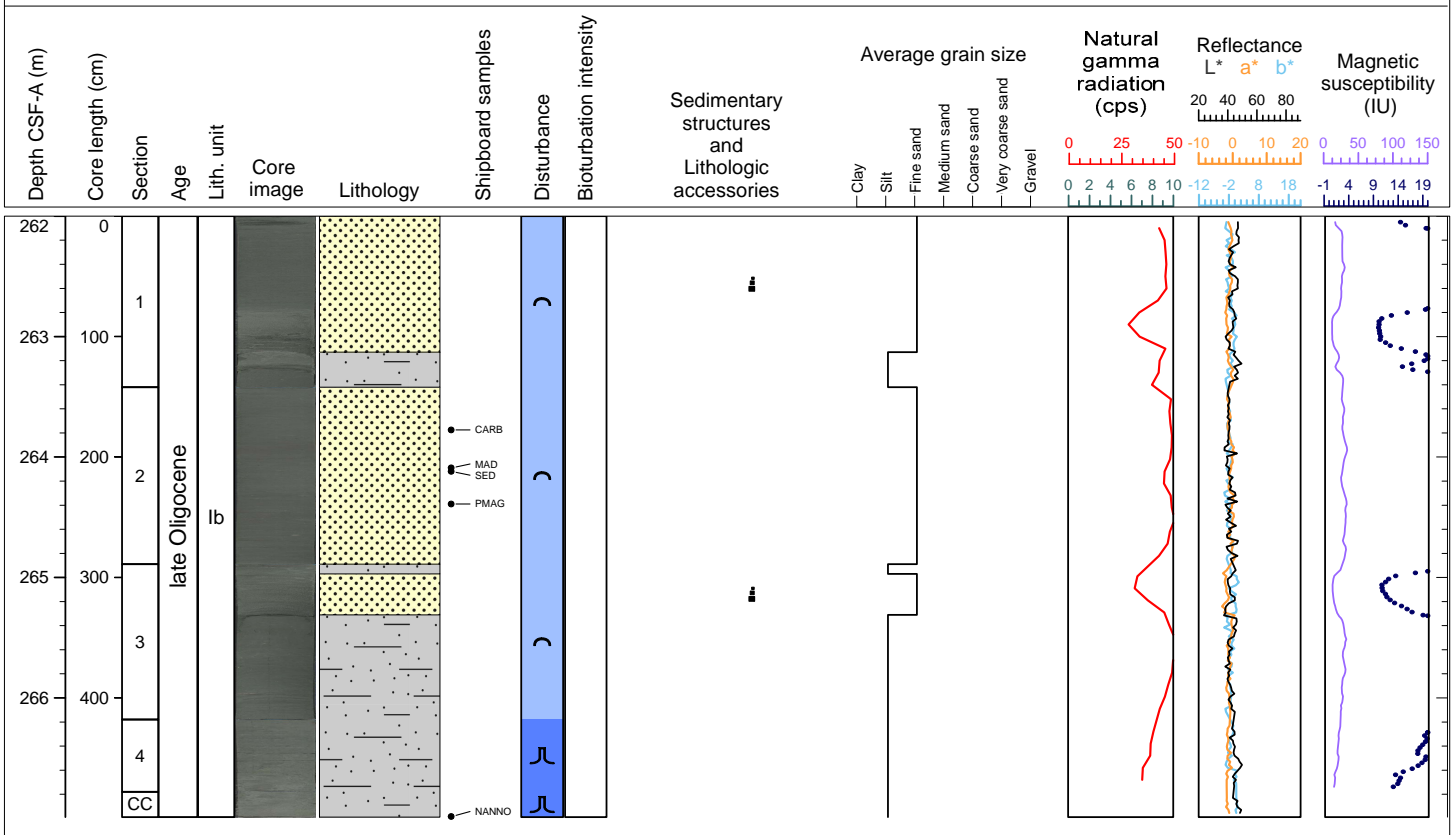 Depth CSF-A (m)
Core length (cm)
Section
Age
Lith. unit
Core
image
Lithology
Shipboard samples
Disturbance
Bioturbation intensity
Sedimentary
structures
and
Lithologic
accessories
Average grain size
Clay
Silt
Fine sand
Medium sand
Coarse sand
Very coarse sand
Gravel
Natural
gamma
radiation
(cps)
0 25 50
0 2 4 6 8 10
Reflectance
L* a* b*
20 40 60 80
-10 0 10 20
-12 -2 8 18
Magnetic
susceptibility
(IU)
0 50 100 150
-1 4 9 14 19
262
263
264
265
266
0
100
200
300
400
1
2
3
4
CC
late Oligocene
Ib
CARB
MAD
SED
PMAG
NANNO